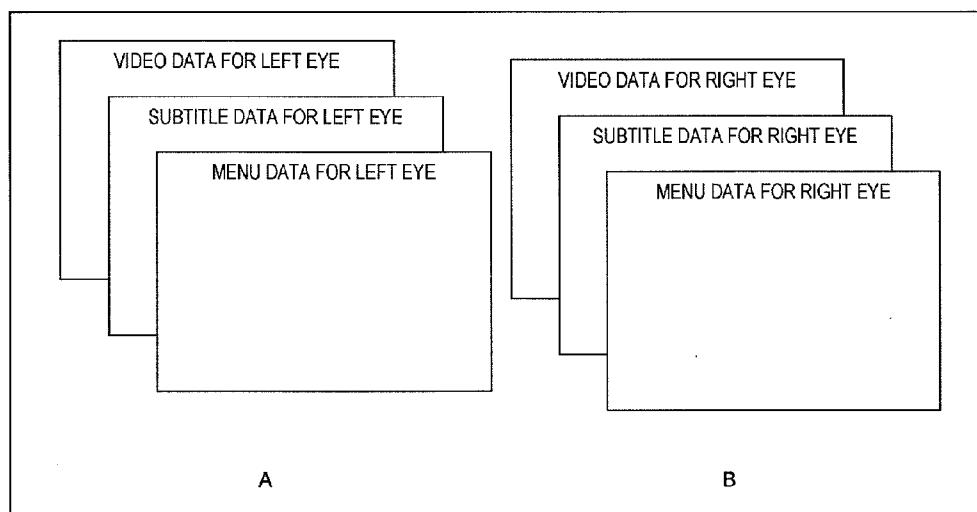 VIDEO DATA FOR LEFT EYE
SUBTITLE DATA FOR LEFT EYE
MENU DATA FOR LEFT EYE
A
VIDEO DATA FOR RIGHT EYE
SUBTITLE DATA FOR RIGHT EYE
MENU DATA FOR RIGHT EYE
B